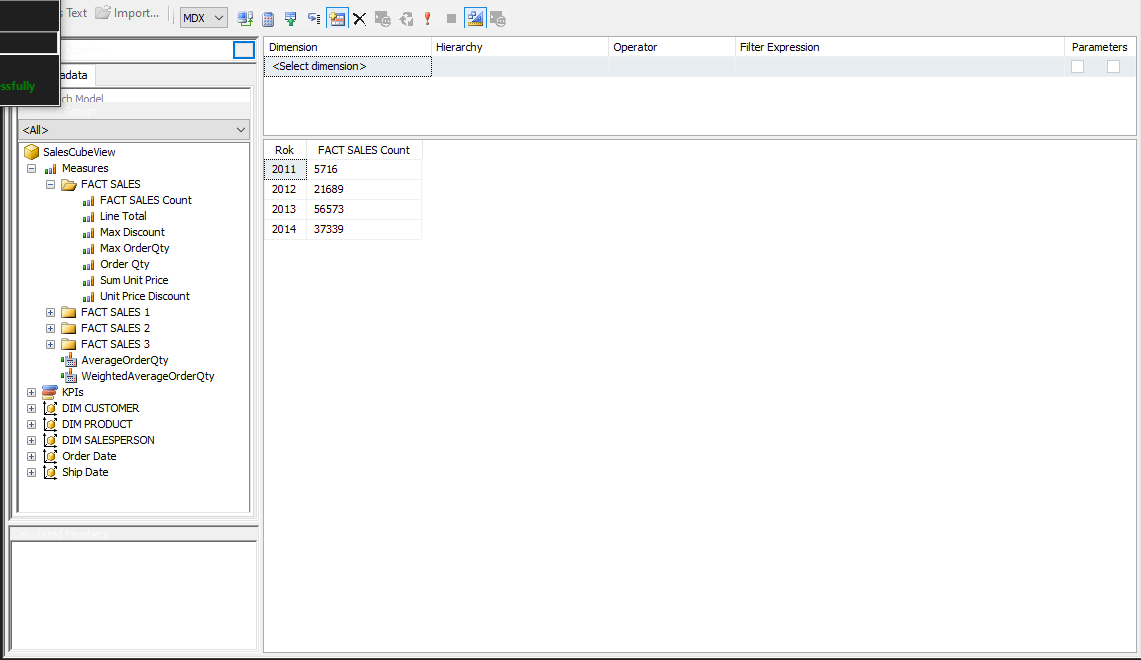 s Text Import... MDX
ssfully
adata
ch Model
<All>
SalesCubeView
Measures
FACT SALES
FACT SALES Count
Line Total
Max Discount
Max OrderQty
Order Qty
Sum Unit Price
Unit Price Discount
FACT SALES 1
FACT SALES 2
FACT SALES 3
AverageOrderQty
WeightedAverageOrderQty
KPIs
DIM CUSTOMER
DIM PRODUCT
DIM SALESPERSON
Order Date
Ship Date
Calculated Members
Dimension Hierarchy Operator Filter Expression Parameters
<Select dimension>
Rok FACT SALES Count
2011 5716
2012 21689
2013 56573
2014 37339